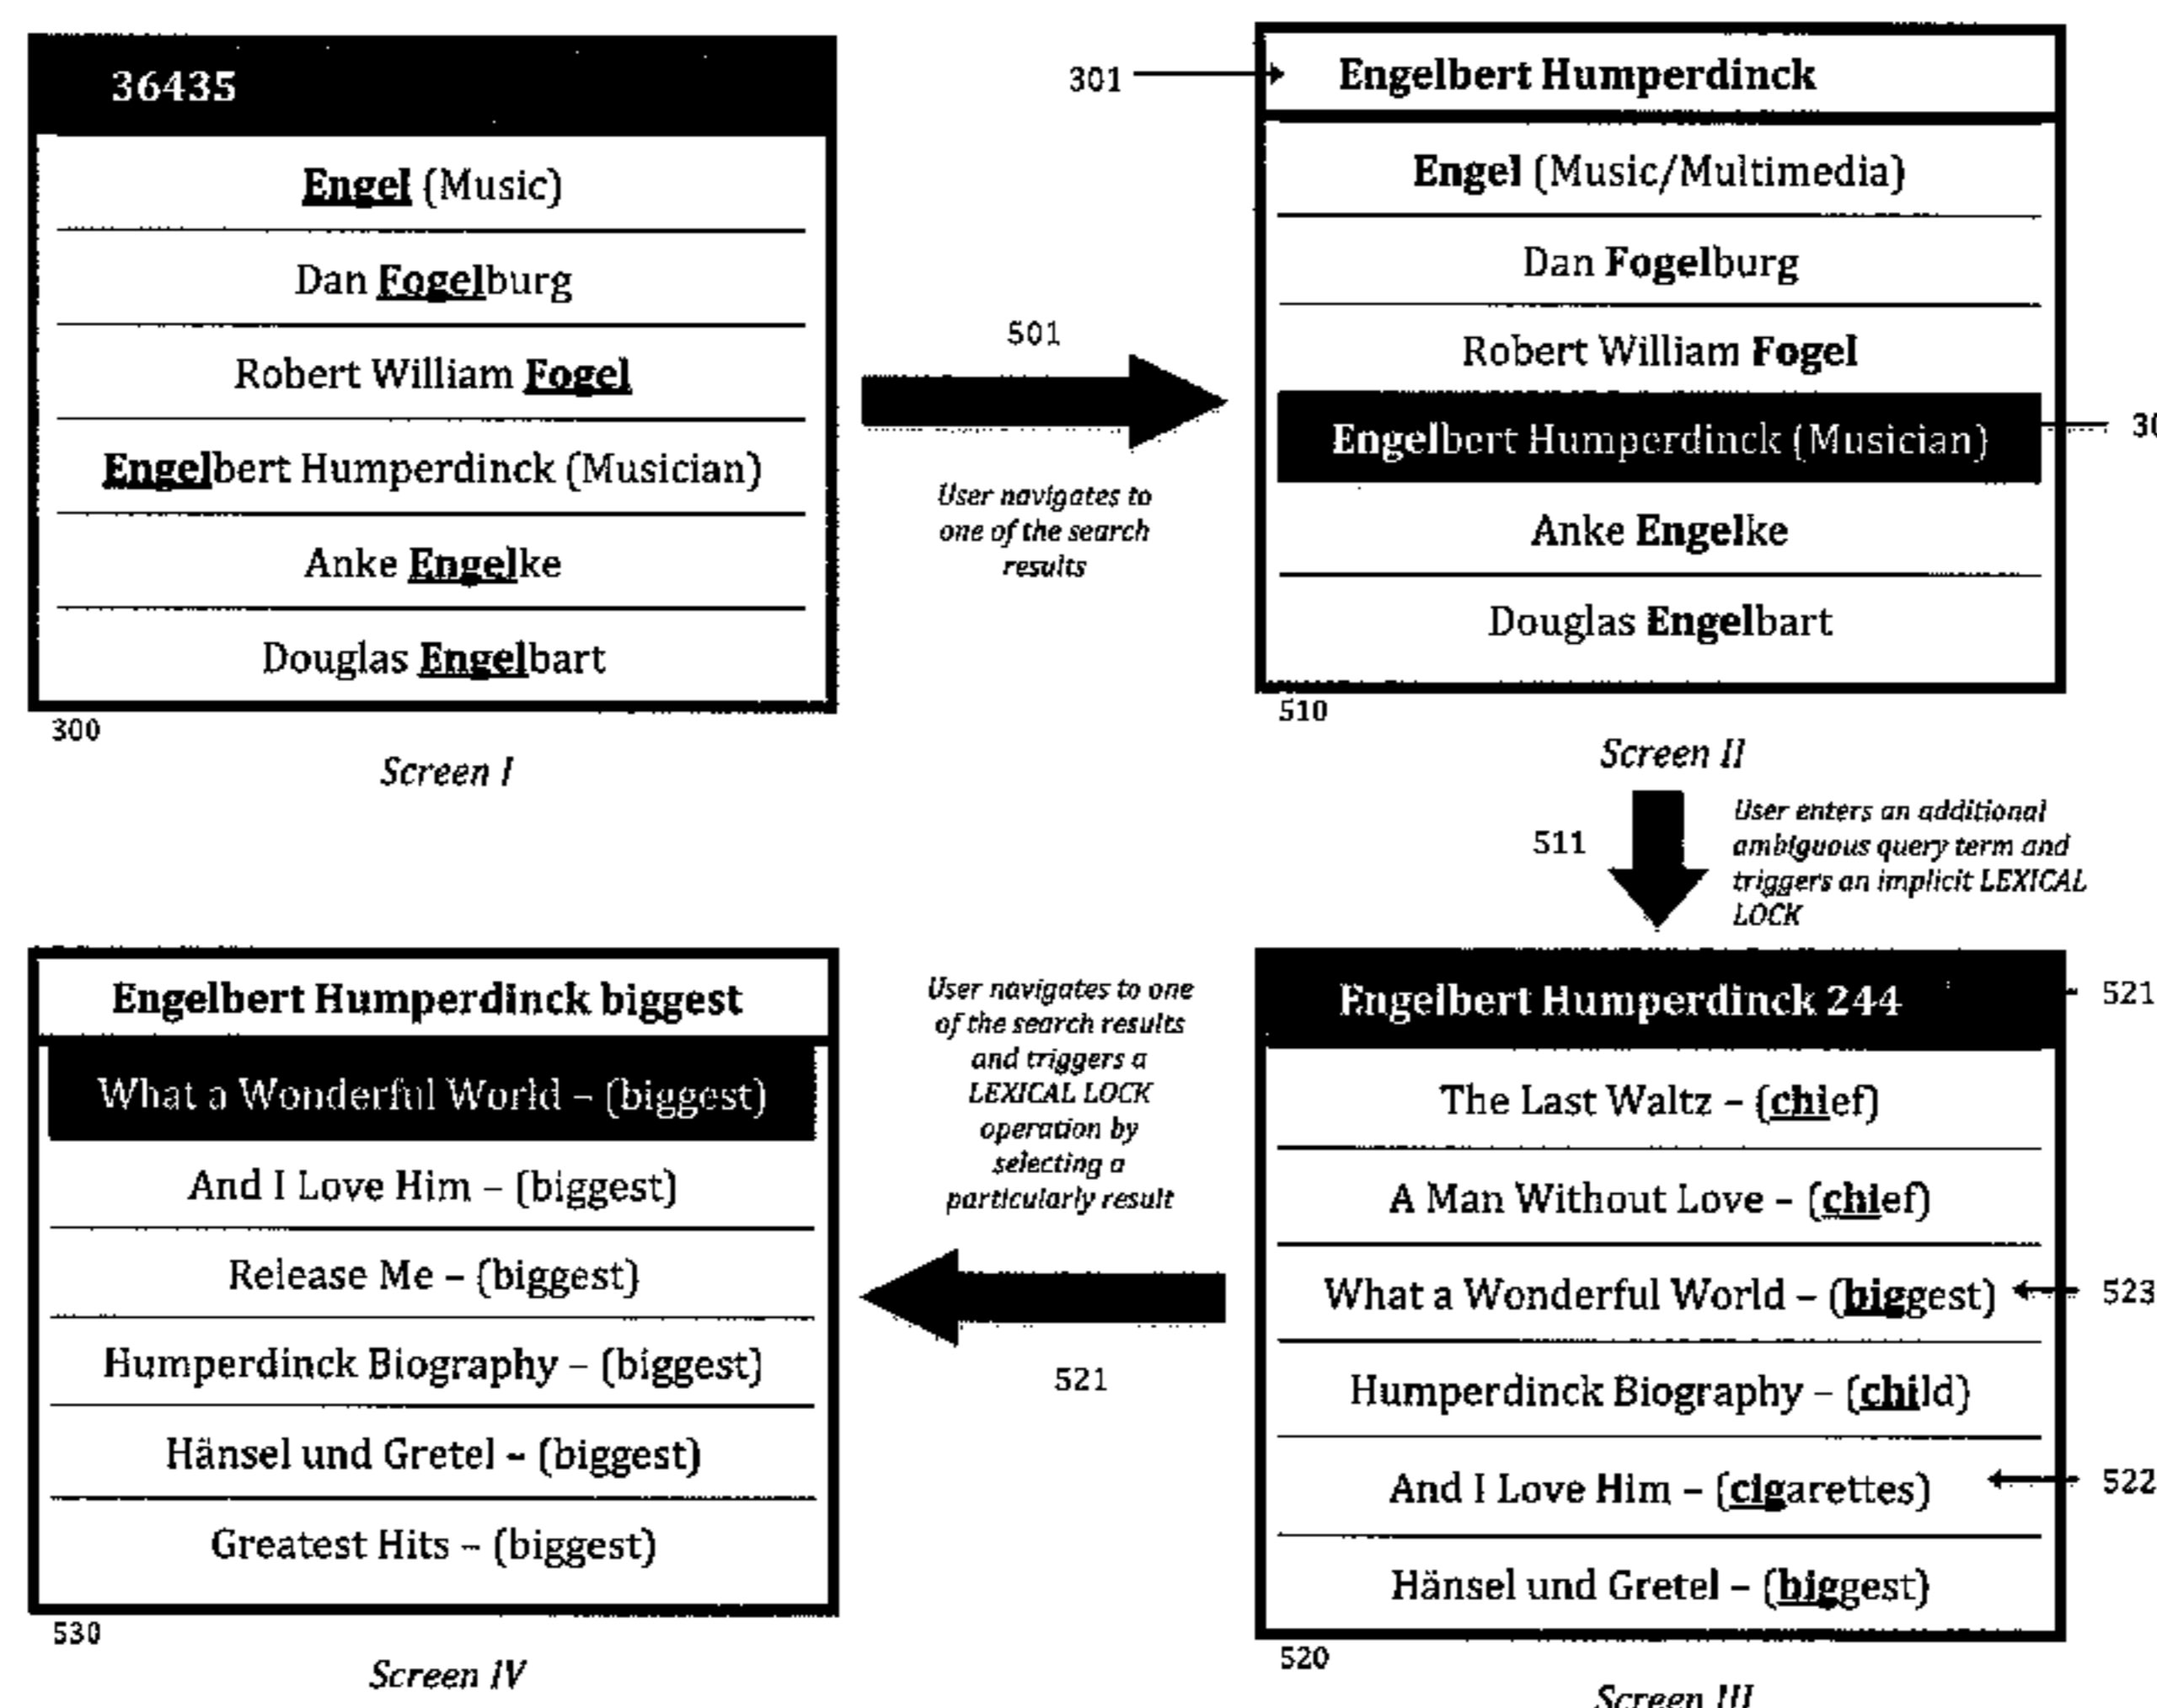 36435
Engel (Music)
Dan Fogelburg
Robert William Fogel
Engelbert Humperdinck (Musician)
Anke Engelke
Douglas Engelbart
300
Screen I
501
User navigates to
one of the search
results
301
Engelbert Humperdinck
Engel (Music/Multimedia)
Dan Fogelburg
Robert William Fogel
Engelbert Humperdinck (Musician)
Anke Engelke
Douglas Engelbart
510
Screen II
511
User enters an additional
ambiguous query term and
triggers an implicit LEXICAL
LOCK
Engelbert Humperdinck 244
521
The Last Waltz – (chief)
A Man Without Love – (chief)
What a Wonderful World – (biggest)
523
Humperdinck Biography – (child)
And I Love Him – (cigarettes)
522
Hänsel und Gretel – (biggest)
520
Screen III
User navigates to one
of the search results
and triggers a
LEXICAL LOCK
operation by
selecting a
particularly result
521
Engelbert Humperdinck biggest
What a Wonderful World – (biggest)
And I Love Him – (biggest)
Release Me – (biggest)
Humperdinck Biography – (biggest)
Hänsel und Gretel – (biggest)
Greatest Hits – (biggest)
530
Screen IV